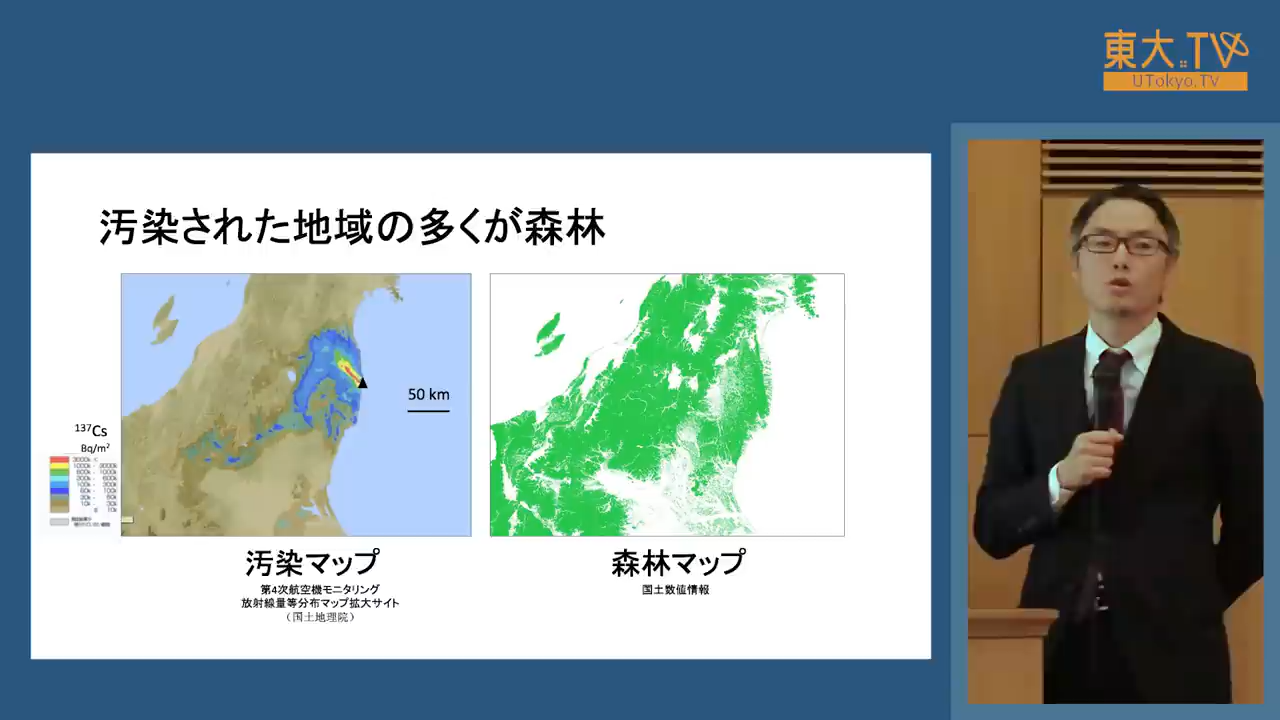 東大.TV
UTokyo.TV
汚染された地域の多くが森林
50 km
137Cs
Bq/m2
汚染マップ
第4次航空機モニタリング
放射線量等分布マップ拡大サイト
（国土地理院）
森林マップ
国土数値情報